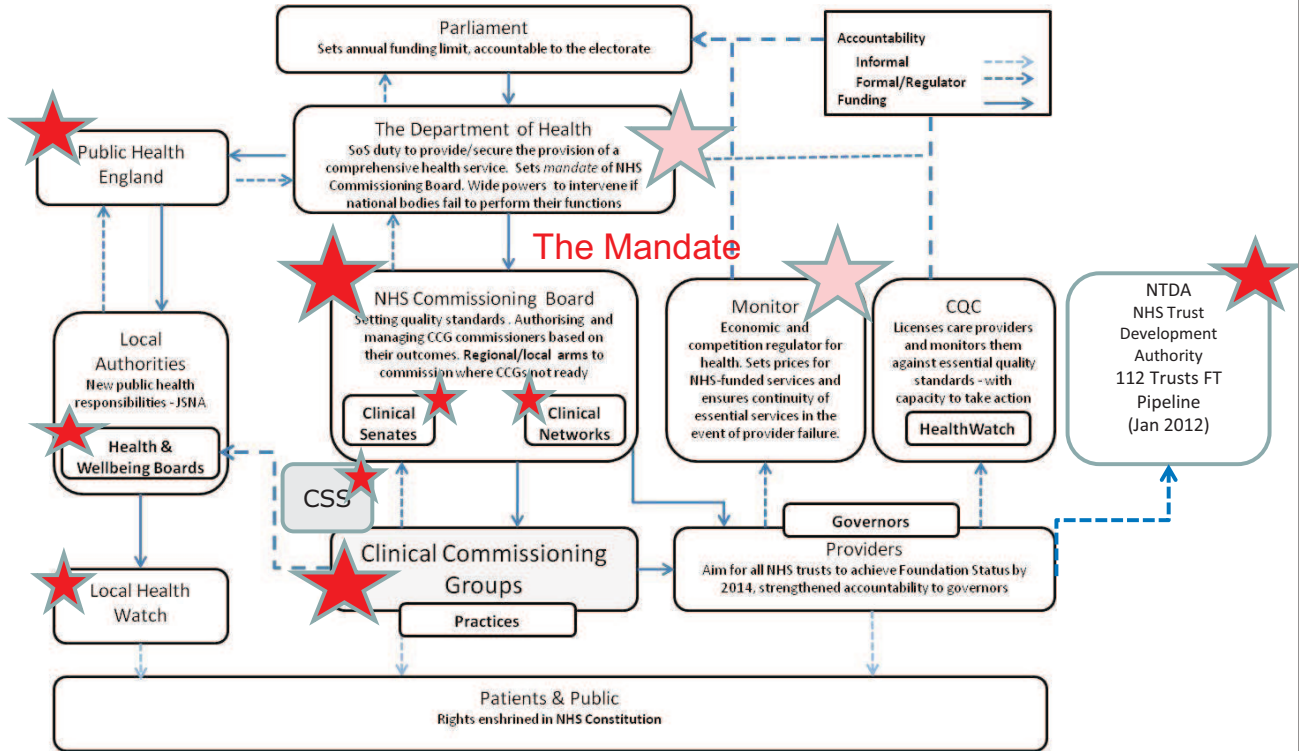 Parliament
Sets annual funding limit, accountable to the electorate
Accountability
Informal
Formal/Regulator
Funding
Public Health
England
The Department of Health
SoS duty to provide/secure the provision of a
comprehensive health service. Sets mandate of NHS
Commissioning Board. Wide powers to intervene if
national bodies fail to perform their functions
The Mandate
NHS Commissioning Board
Setting quality standards . Authorising and
managing CCG commissioners based on
their outcomes. Regional/local arms to
commission where CCGs not ready
Clinical
Senates
Clinical
Networks
Monitor
Economic and
competition regulator for
health. Sets prices for
NHS-funded services and
ensures continuity of
essential services in the
event of provider failure.
CQC
Licenses care providers
and monitors them
against essential quality
standards - with
capacity to take action
HealthWatch
NTDA
NHS Trust
Development
Authority
112 Trusts FT
Pipeline
(Jan 2012)
Local
Authorities
New public health
responsibilities -JSNA
Health &
Wellbeing Boards
CSS
Clinical Commissioning
Groups
Practices
Governors
Providers
Aim for all NHS trusts to achieve Foundation Status by
2014, strengthened accountability to governors
Local Health
Watch
Patients & Public
Rights enshrined in NHS Constitution